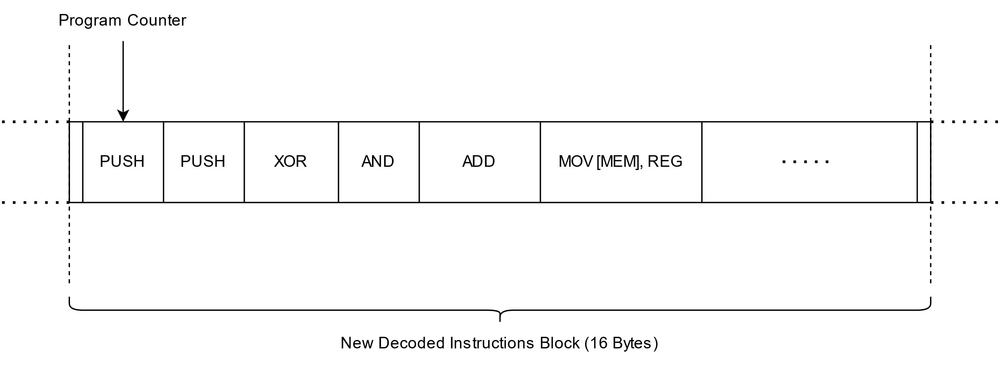 Program Counter
PUSH
PUSH
XOR
AND
ADD
MOV [MEM], REG
.....
New Decoded Instructions Block (16 Bytes)